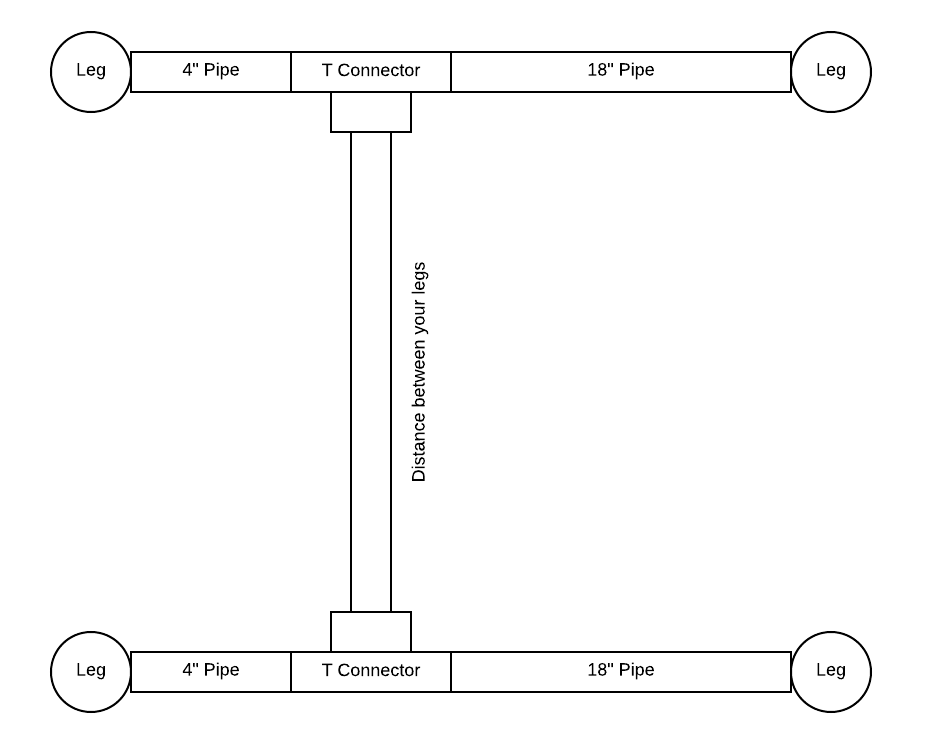 Leg
4" Pipe
T Connector
18" Pipe
Leg
Distance between your legs
Leg
4" Pipe
T Connector
18" Pipe
Leg